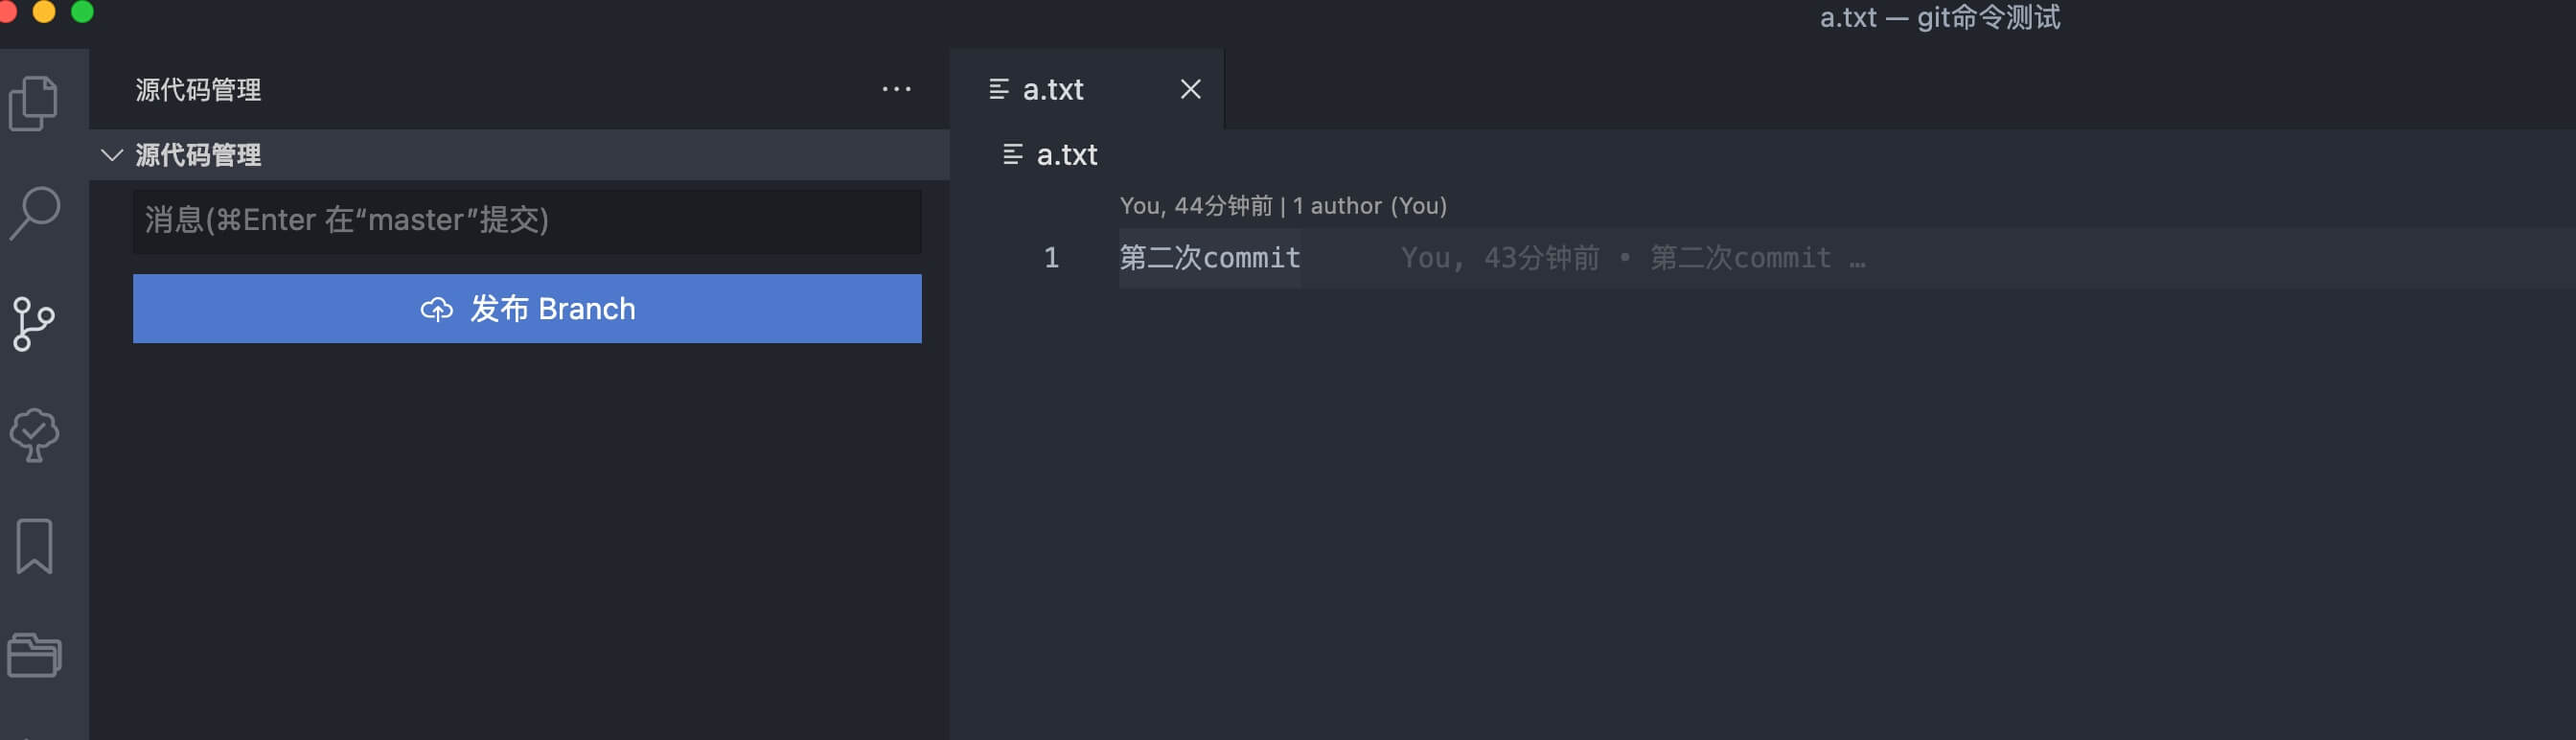 a.txt — git命令测试
源代码管理
源代码管理
消息(⌘Enter 在“master”提交)
发布 Branch
a.txt
a.txt
You, 44分钟前 | 1 author (You)
1 第二次commit You, 43分钟前 • 第二次commit …